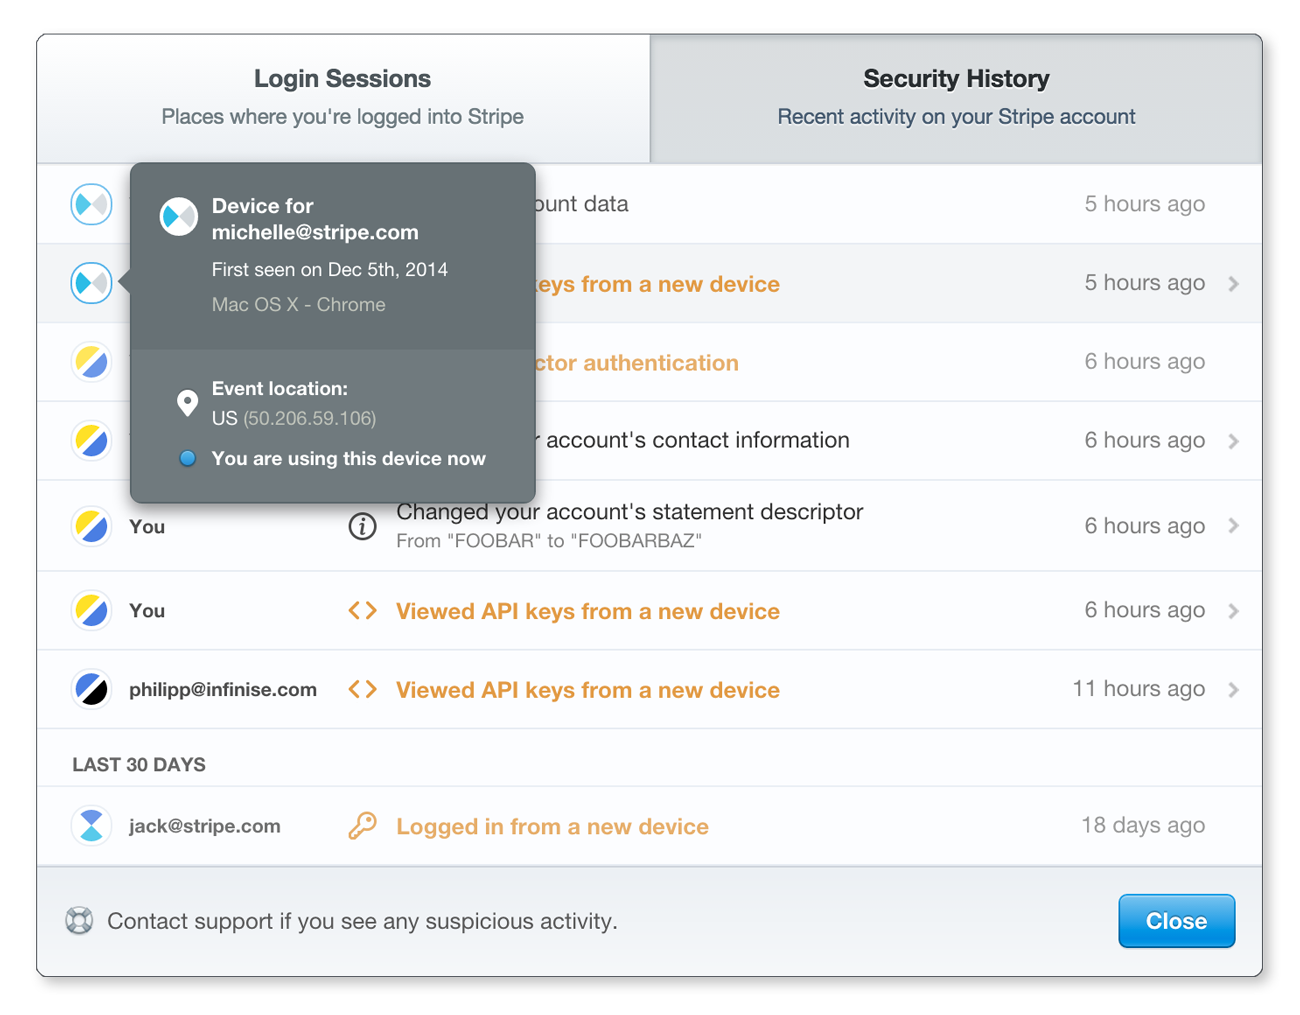 Login Sessions
Places where you're logged into Stripe
Security History
Recent activity on your Stripe account
Device for
michelle@stripe.com
First seen on Dec 5th, 2014
Mac OS X - Chrome
Event location:
US (50.206.59.106)
You are using this device now
data
5 hours ago
from a new device
5 hours ago
authentication
6 hours ago
account's contact information
6 hours ago
You
Changed your account's statement descriptor
From "FOOBAR" to "FOOBARBAZ"
6 hours ago
You
Viewed API keys from a new device
6 hours ago
philipp@infinise.com
Viewed API keys from a new device
11 hours ago
LAST 30 DAYS
jack@stripe.com
Logged in from a new device
18 days ago
Contact support if you see any suspicious activity.
Close